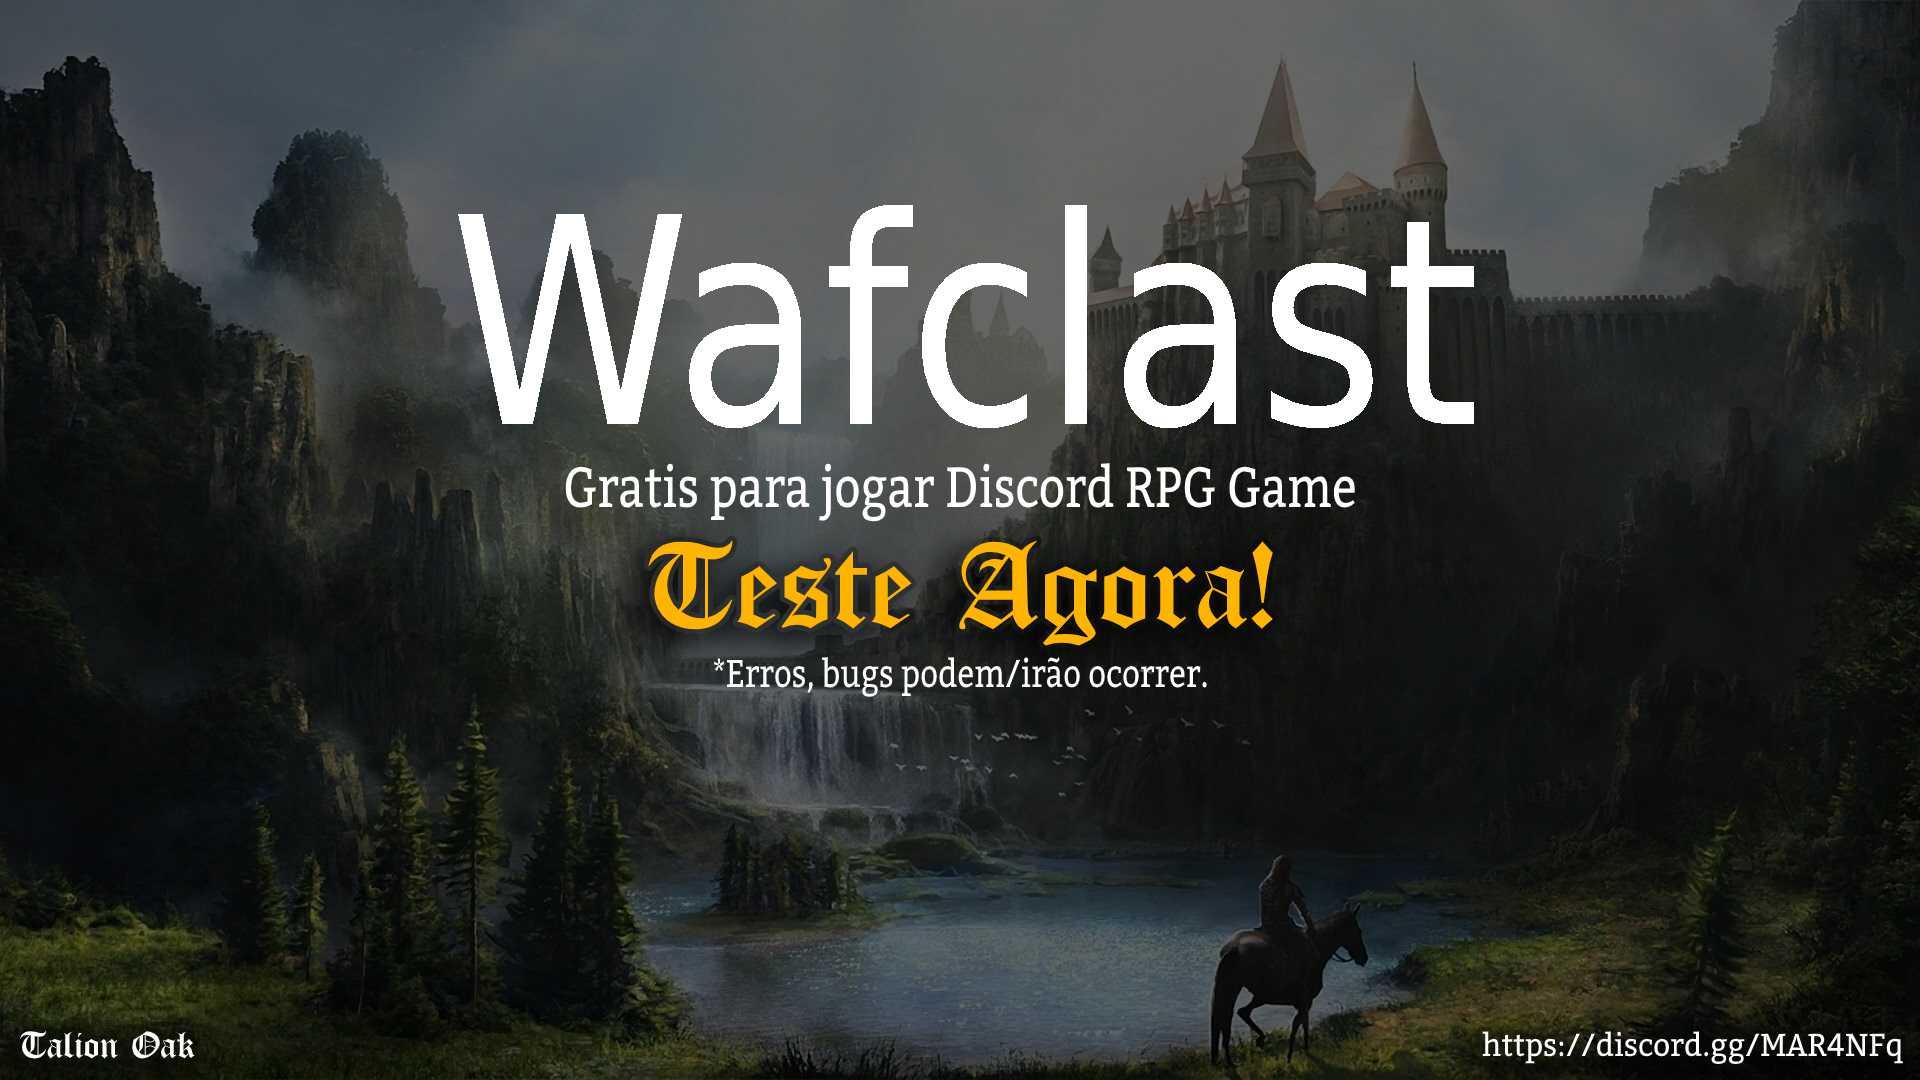 Wafclast
Gratis para jogar Discord RPG Game
Teste Agora!
*Erros, bugs podem/irão ocorrer.
Talion Oak
https://discord.gg/MAR4NFq